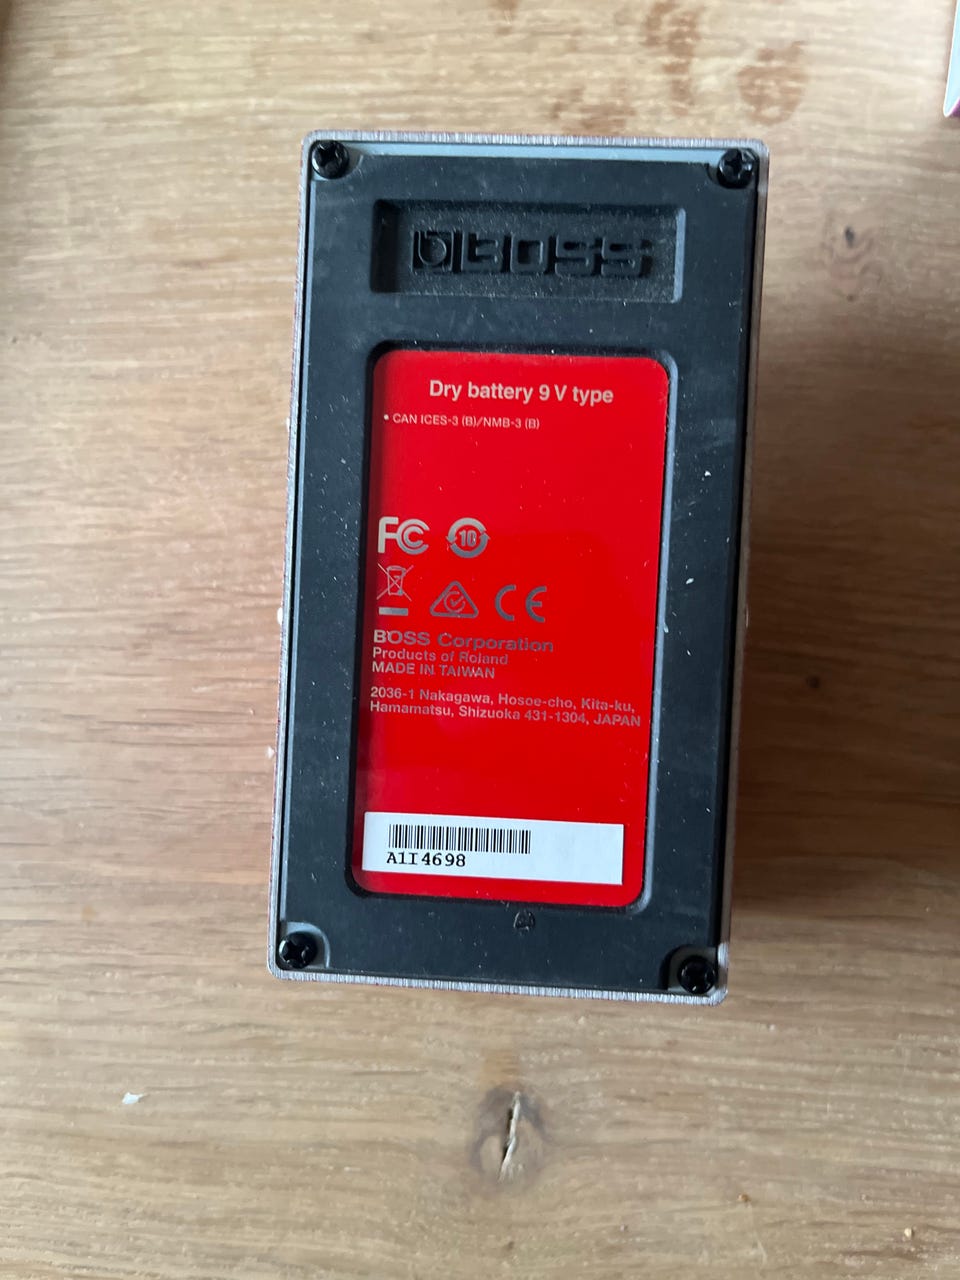 BOSS
Dry battery 9 V type
• CAN ICES-3 (B)/NMB-3 (B)
FC
10
CE
BOSS Corporation
Products of Roland
MADE IN TAIWAN
2036-1 Nakagawa, Hosoe-cho, Kita-ku,
Hamamatsu, Shizuoka 431-1304, JAPAN
A1I4698